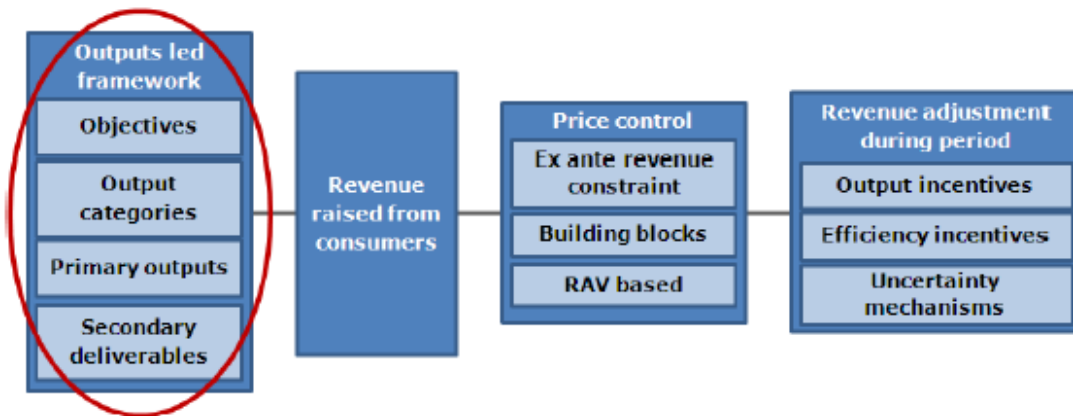 Outputs led
framework
Objectives
Output
categories
Primary outputs
Secondary
deliverables
Revenue
raised from
consumers
Price control
Ex ante revenue
constraint
Building blocks
RAV based
Revenue adjustment
during period
Output incentives
Efficiency incentives
Uncertainty
mechanisms